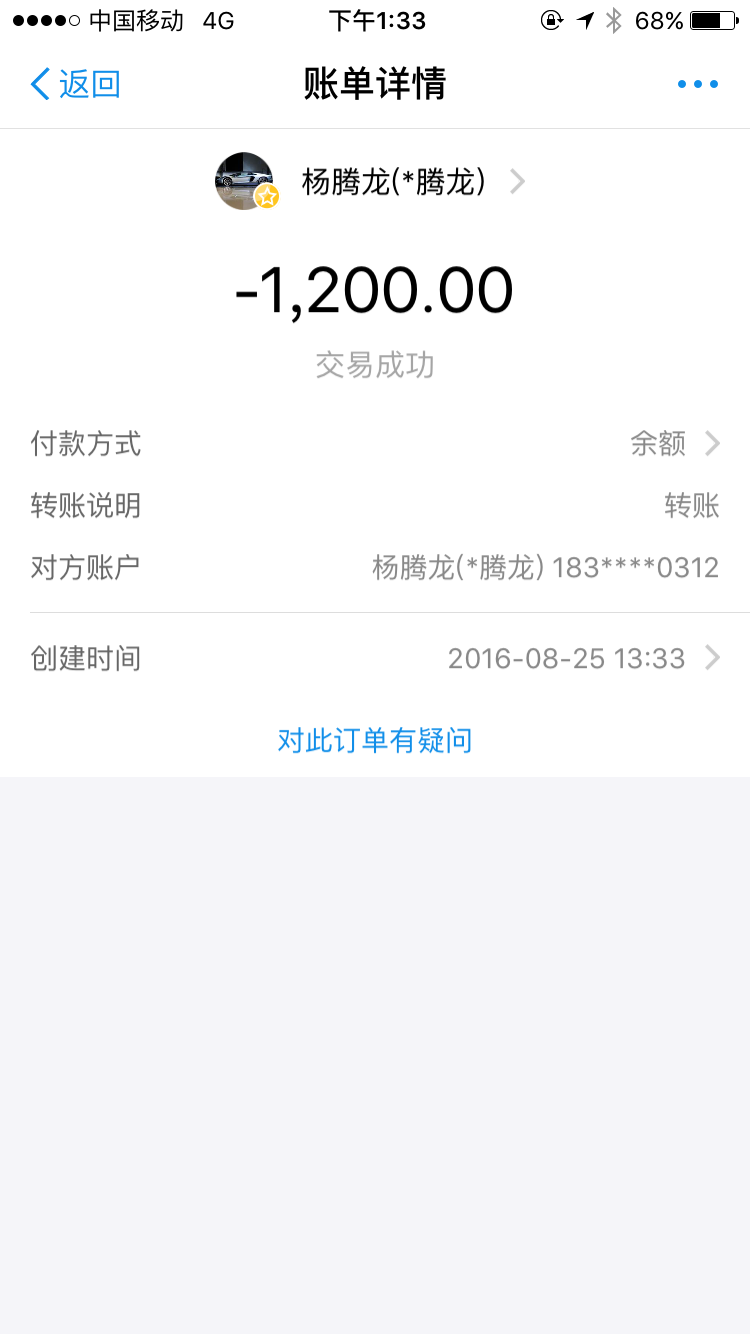 中国移动 4G 下午1:33 68%
返回 账单详情
杨腾龙(*腾龙)
-1,200.00
交易成功
付款方式 余额
转账说明 转账
对方账户 杨腾龙(*腾龙) 183****0312
创建时间 2016-08-25 13:33
对此订单有疑问